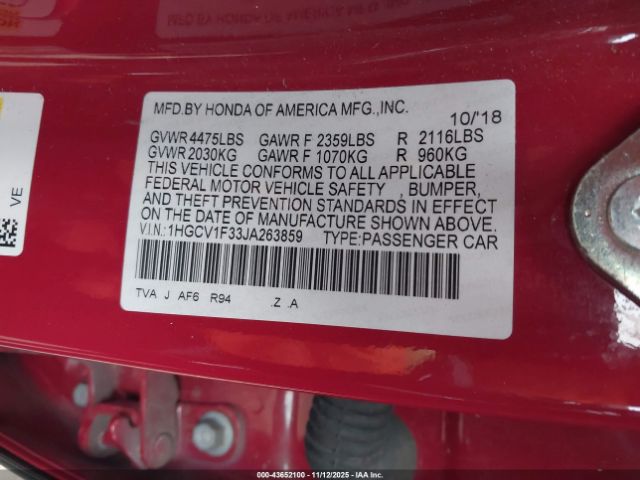 MFD.BY HONDA OF AMERICA MFG.,INC. 10/'18
GVWR 4475LBS GAWR F 2359LBS R 2116LBS
GVWR 2030KG GAWR F 1070KG R 960KG
THIS VEHICLE CONFORMS TO ALL APPLICABLE
FEDERAL MOTOR VEHICLE SAFETY , BUMPER,
AND THEFT PREVENTION STANDARDS IN EFFECT
ON THE DATE OF MANUFACTURE SHOWN ABOVE.
V.I.N.:1HGCV1F33JA263859 TYPE:PASSENGER CAR
TVA J AF6 R94 .Z .A
VE
000-43652100 - 11/12/2025 - IAA Inc.